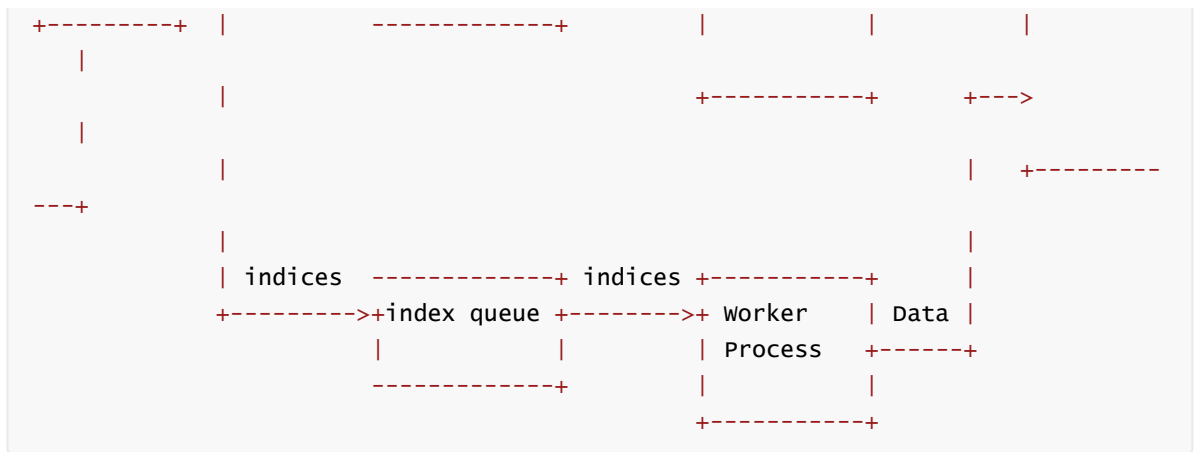 +---------+ | -------------+ | | |
|
| +-----------+ +--->
|
| | +---------
---+
| |
| indices -------------+ indices +-----------+ |
+--------->+index queue +-------->+ Worker | Data |
| | | Process +------+
-------------+ | |
+-----------+